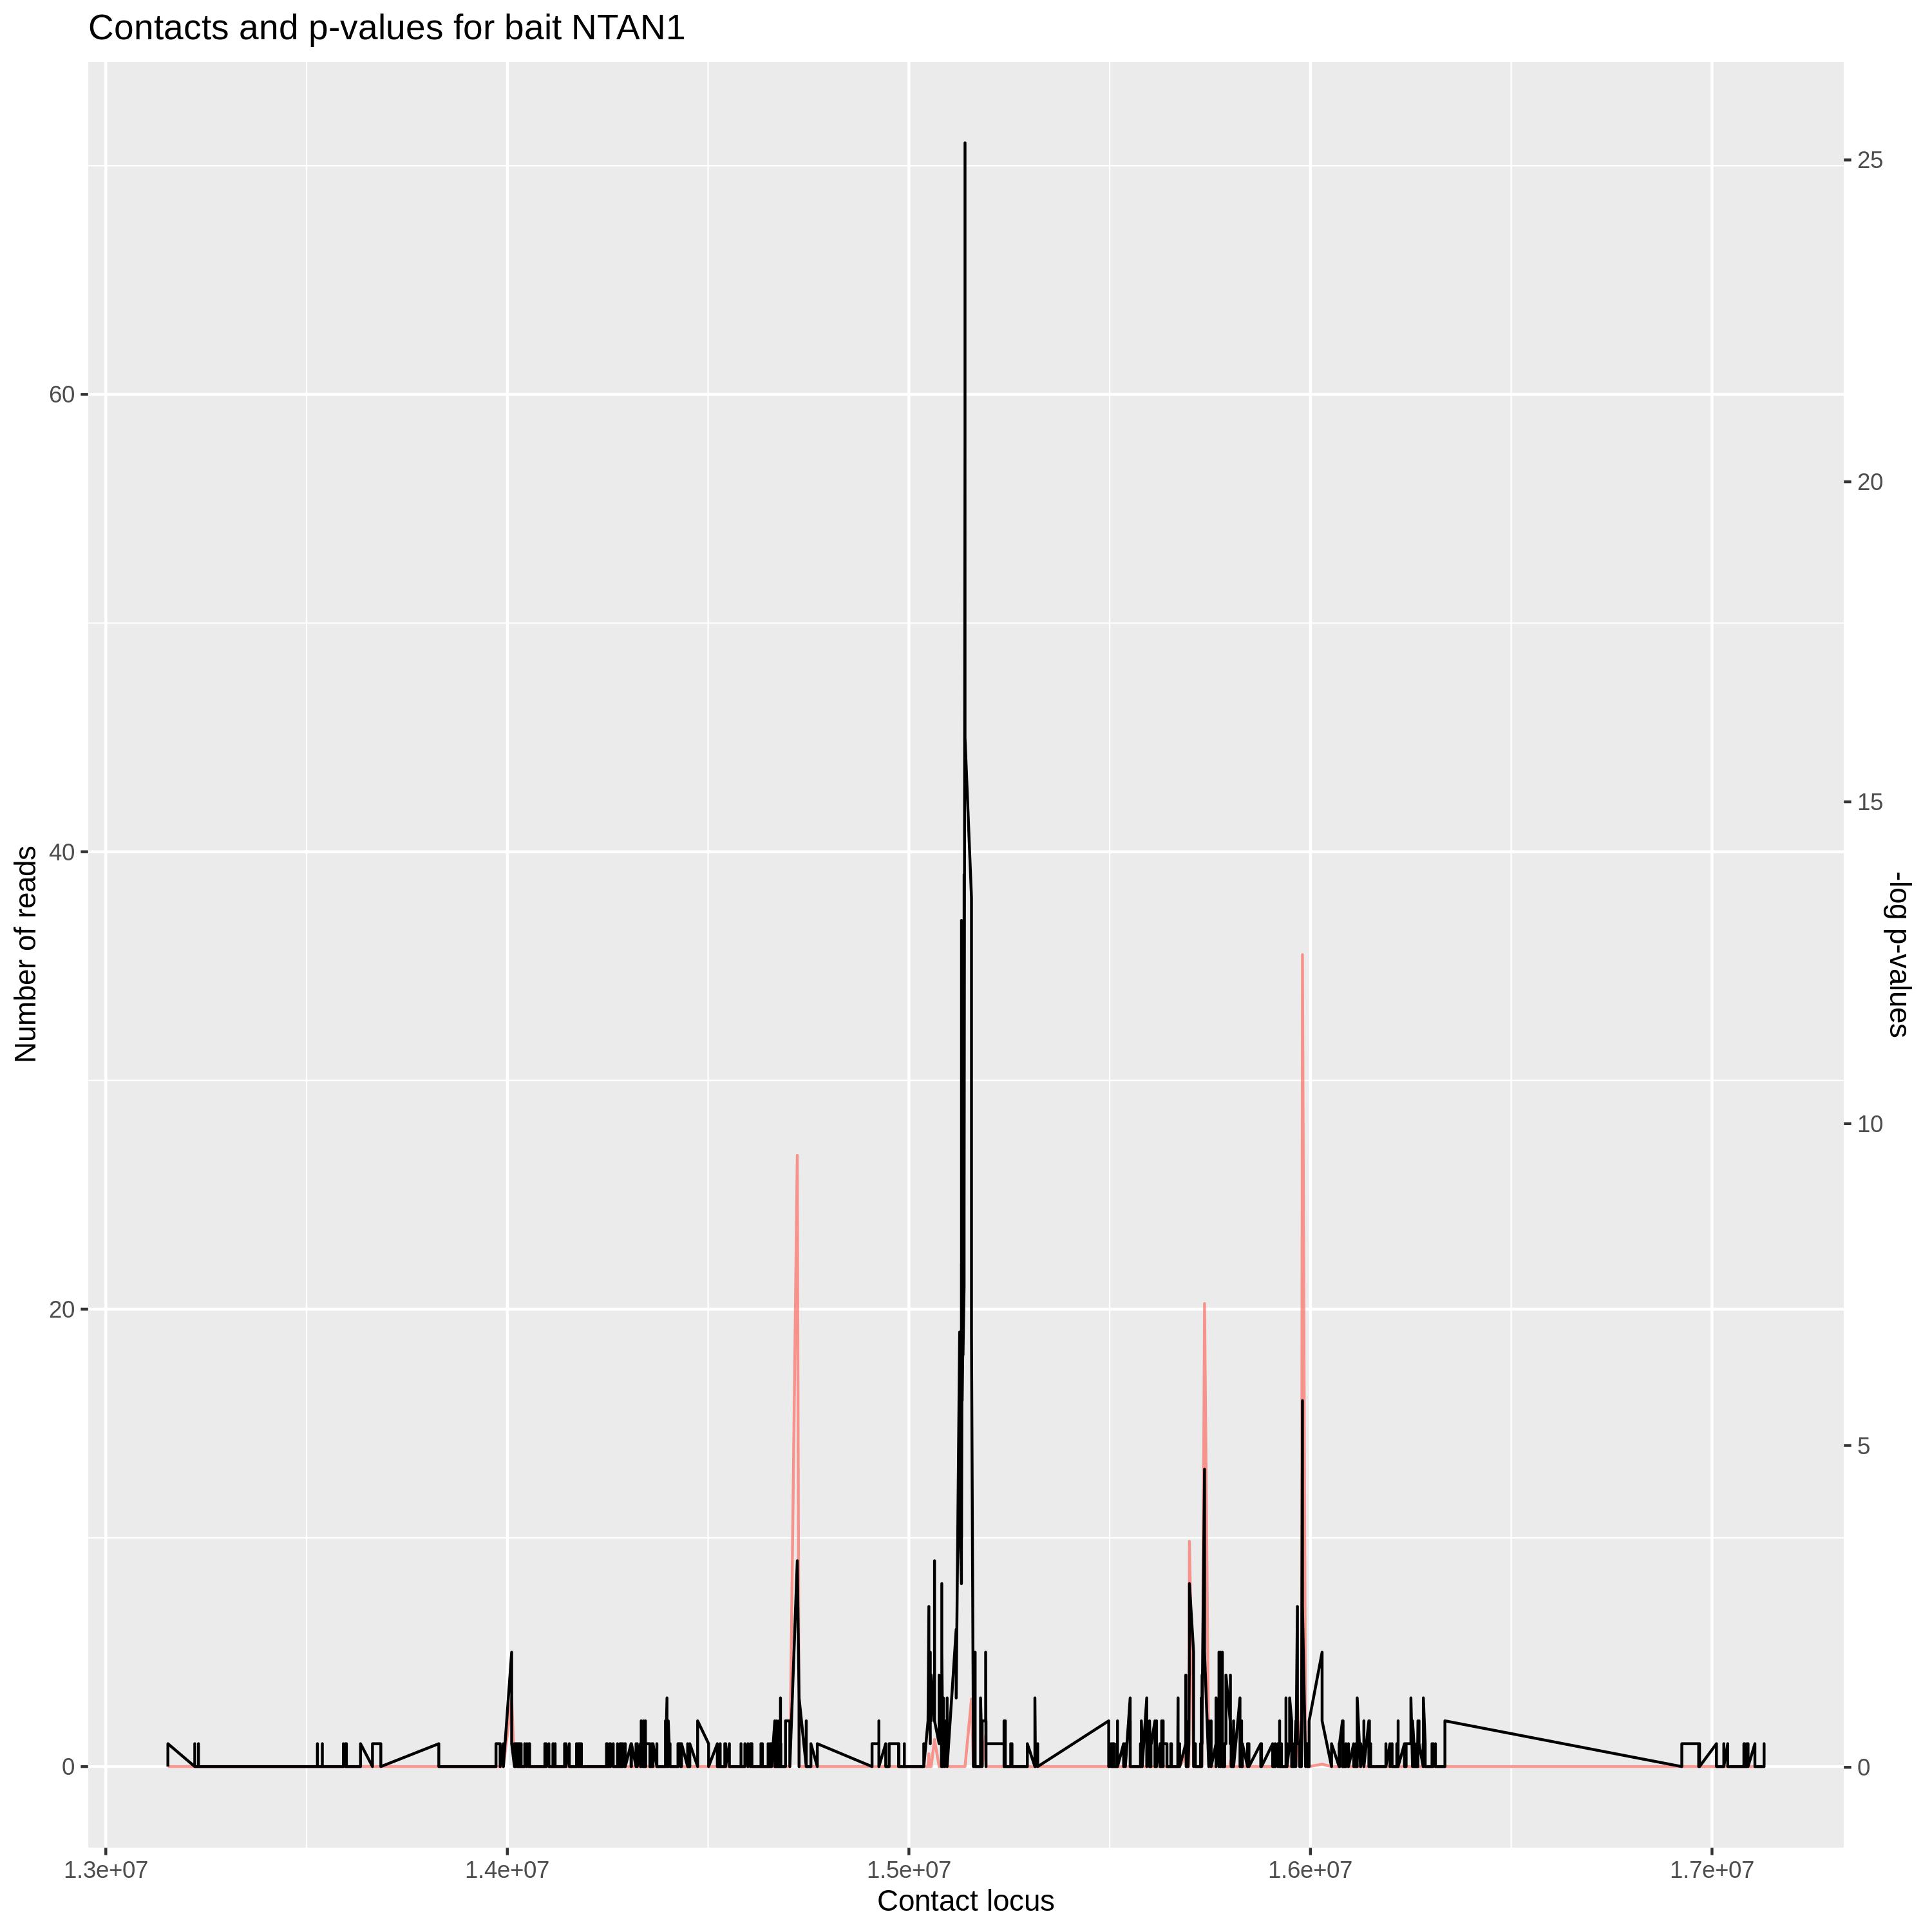 Contacts and p-values for bait NTAN1
Number of reads
60
40
20
0
25
20
15
10
5
0
-log p-values
1.3e+07 1.4e+07 1.5e+07 1.6e+07 1.7e+07
Contact locus